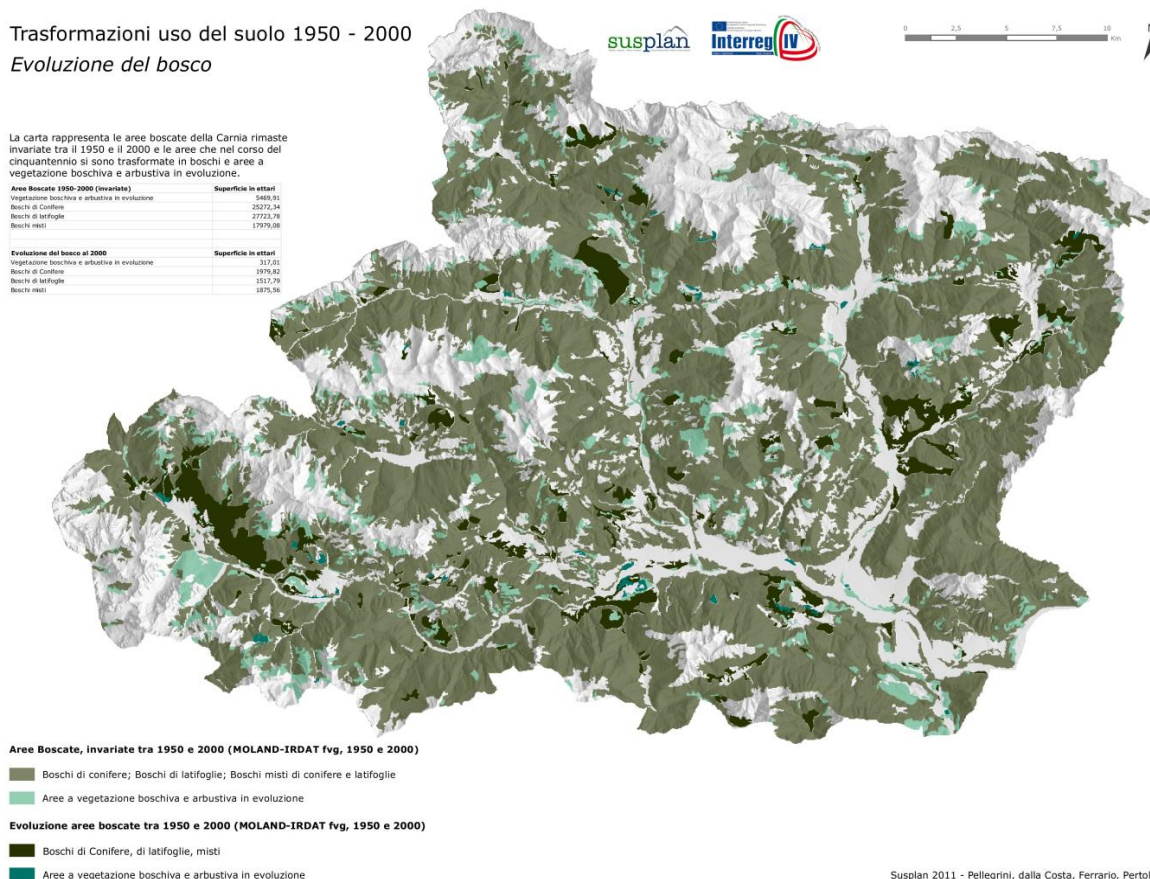 Trasformazioni uso del suolo 1950 - 2000
Evoluzione del bosco
susplan
Interreg IV
0 2,5 5 7,5 10
Km
La carta rappresenta le aree boscate della Carnia rimaste
invariate tra il 1950 e il 2000 e le aree che nel corso del
cinquantennio si sono trasformate in boschi e aree a
vegetazione boschiva e arbustiva in evoluzione.
Aree Boscate 1950-2000 (invariate) Superficie in ettari
Vegetazione boschiva e arbustiva in evoluzione 5469,91
Boschi di Conifere 25272,34
Boschi di latifoglie 27723,78
Boschi misti 17979,08
Evoluzione del bosco al 2000 Superficie in ettari
Vegetazione boschiva e arbustiva in evoluzione 317,01
Boschi di Conifere 1979,82
Boschi di latifoglie 1517,79
Boschi misti 1875,56
Aree Boscate, invariate tra 1950 e 2000 (MOLAND-IRDAT fvg, 1950 e 2000)
Boschi di conifere; Boschi di latifoglie; Boschi misti di conifere e latifoglie
Aree a vegetazione boschiva e arbustiva in evoluzione
Evoluzione aree boscate tra 1950 e 2000 (MOLAND-IRDAT fvg, 1950 e 2000)
Boschi di Conifere, di latifoglie, misti
Aree a vegetazione boschiva e arbustiva in evoluzione
Susplan 2011 - Pellegrini, dalla Costa, Ferrario, Pertol